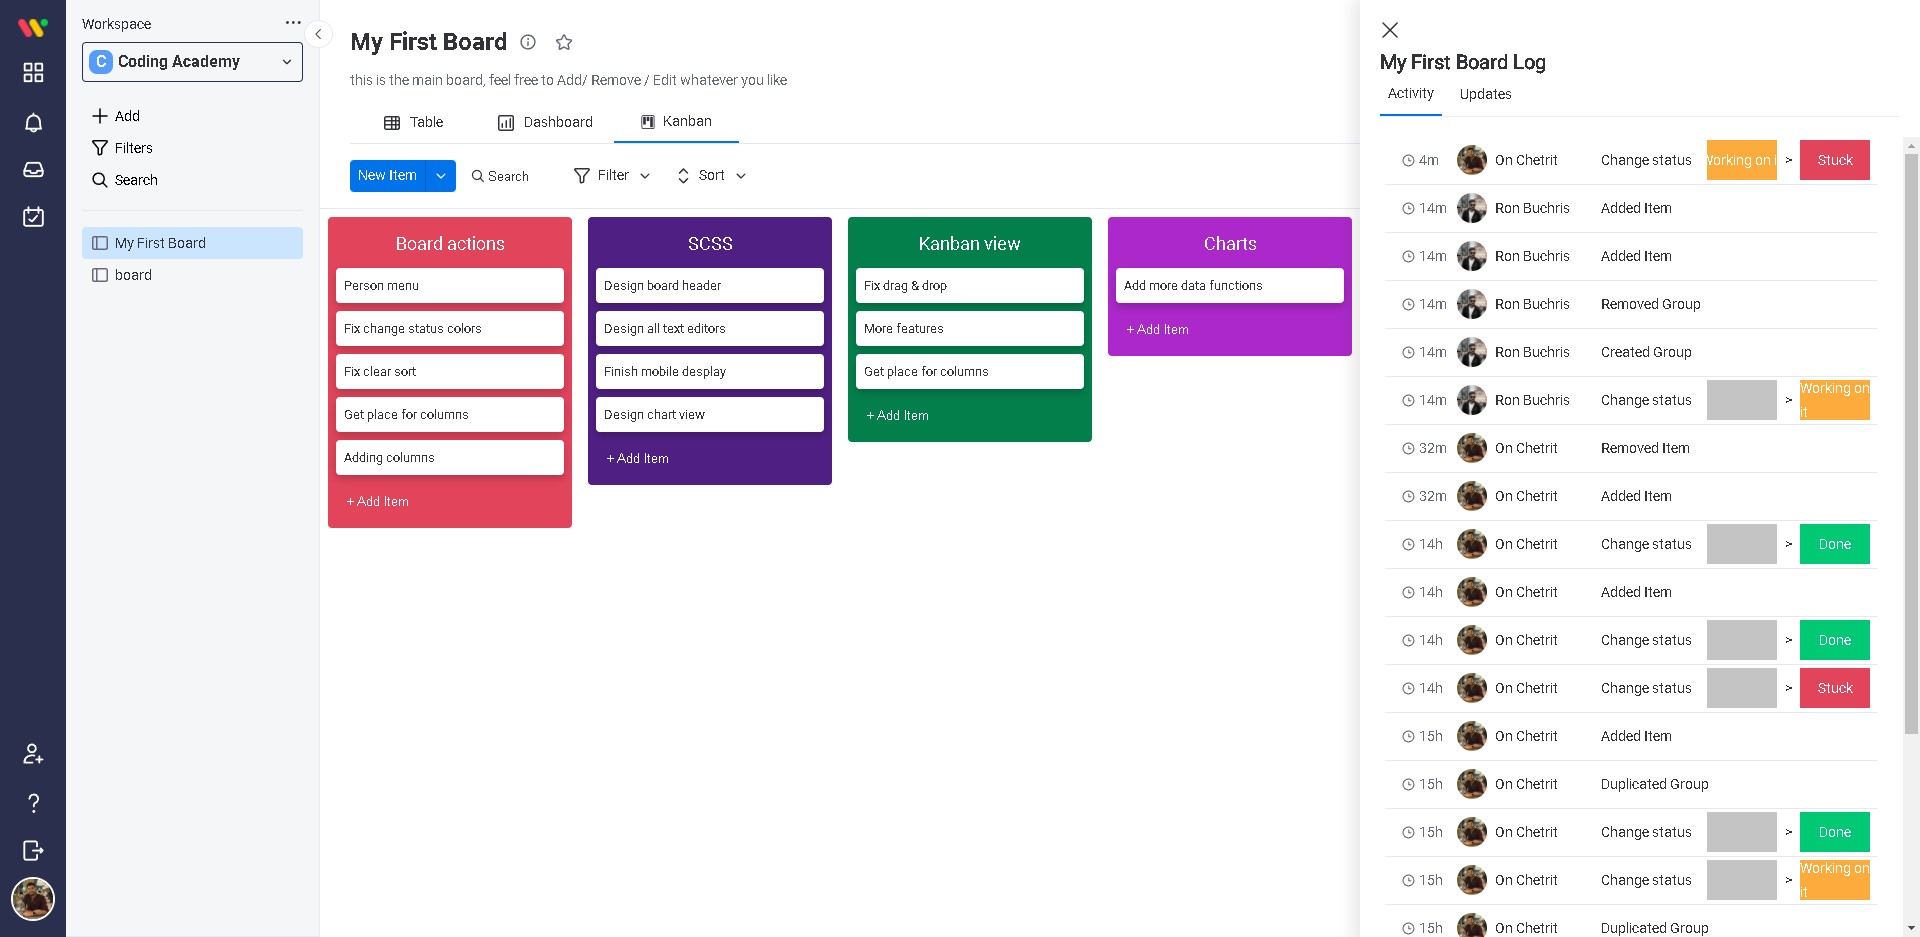 Workspace
C Coding Academy
Add
Filters
Search
My First Board
board
My First Board
this is the main board, feel free to Add/ Remove / Edit whatever you like
Table
Dashboard
Kanban
New Item
Search
Filter
Sort
Board actions
Person menu
Fix change status colors
Fix clear sort
Get place for columns
Adding columns
+ Add Item
SCSS
Design board header
Design all text editors
Finish mobile desplay
Design chart view
+ Add Item
Kanban view
Fix drag & drop
More features
Get place for columns
+ Add Item
Charts
Add more data functions
+ Add Item
My First Board Log
Activity Updates
4m On Chetrit Change status Working on i > Stuck
14m Ron Buchris Added Item
14m Ron Buchris Added Item
14m Ron Buchris Removed Group
14m Ron Buchris Created Group
14m Ron Buchris Change status > Working on
it
32m On Chetrit Removed Item
32m On Chetrit Added Item
14h On Chetrit Change status > Done
14h On Chetrit Added Item
14h On Chetrit Change status > Done
14h On Chetrit Change status > Stuck
15h On Chetrit Added Item
15h On Chetrit Duplicated Group
15h On Chetrit Change status > Done
15h On Chetrit Change status > Working on
it
15h On Chetrit Duplicated Group